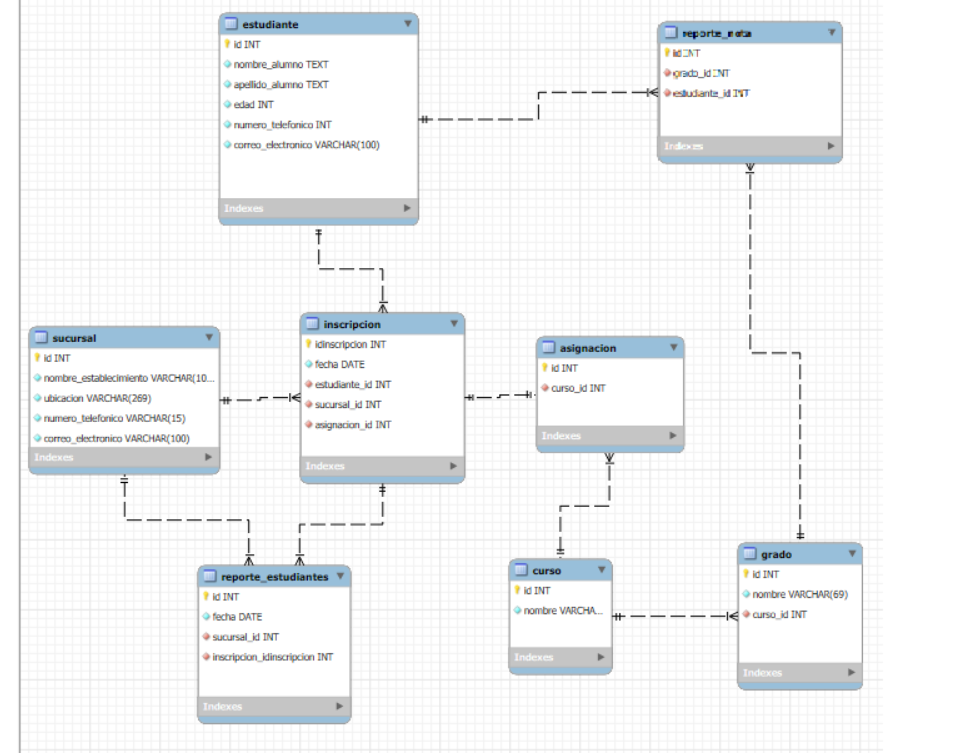 estudiante
id INT
nombre_alumno TEXT
apellido_alumno TEXT
edad INT
numero_telefonico INT
correo_electronico VARCHAR(100)
Indexes
reporte_nota
id INT
grado_id INT
estudiante_id INT
Indexes
sucursal
id INT
nombre_establecimiento VARCHAR(10...
ubicacion VARCHAR(269)
numero_telefonico VARCHAR(15)
correo_electronico VARCHAR(100)
Indexes
inscripcion
idinscripcion INT
fecha DATE
estudiante_id INT
sucursal_id INT
asignacion_id INT
Indexes
asignacion
id INT
curso_id INT
Indexes
reporte_estudiantes
id INT
fecha DATE
sucursal_id INT
inscripcion_idinscripcion INT
Indexes
curso
id INT
nombre VARCHA...
Indexes
grado
id INT
nombre VARCHAR(69)
curso_id INT
Indexes